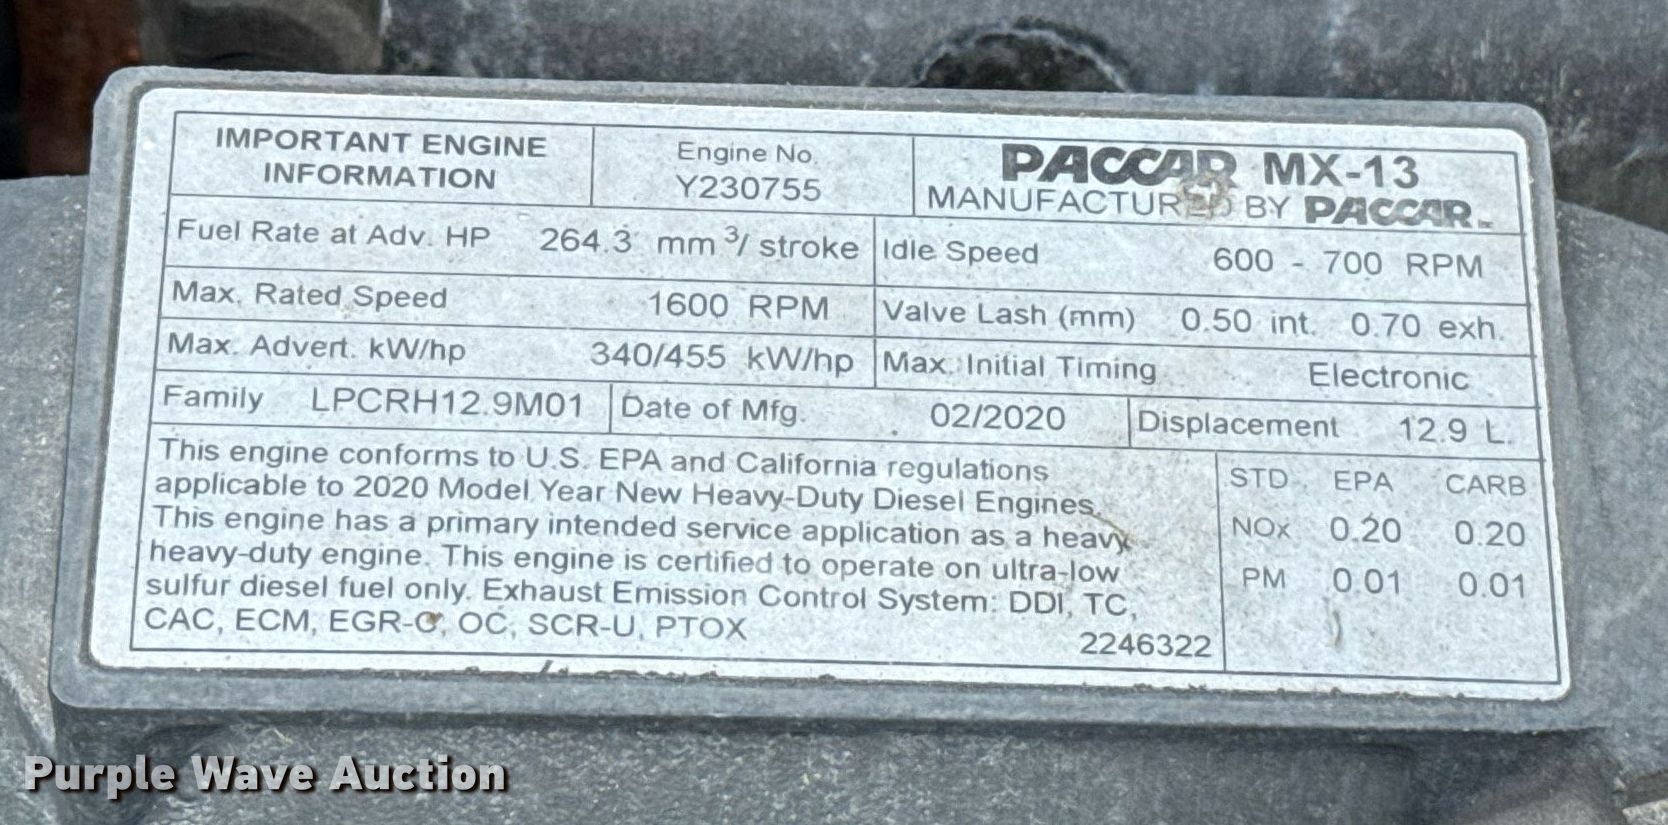 IMPORTANT ENGINE
INFORMATION
Engine No.
Y230755
PACCAR MX-13
MANUFACTURED BY PACCAR
Fuel Rate at Adv. HP 264.3 mm³/ stroke
Idle Speed 600 - 700 RPM
Max. Rated Speed 1600 RPM
Valve Lash (mm) 0.50 int. 0.70 exh.
Max. Advert. kW/hp 340/455 kW/hp
Max. Initial Timing Electronic
Family LPCRH12.9M01
Date of Mfg. 02/2020
Displacement 12.9 L.
This engine conforms to U.S. EPA and California regulations
applicable to 2020 Model Year New Heavy-Duty Diesel Engines.
This engine has a primary intended service application as a heavy
heavy-duty engine. This engine is certified to operate on ultra-low
sulfur diesel fuel only. Exhaust Emission Control System: DDI, TC,
CAC, ECM, EGR-C, OC, SCR-U, PTOX
2246322
STD EPA CARB
NOx 0.20 0.20
PM 0.01 0.01
Purple Wave Auction